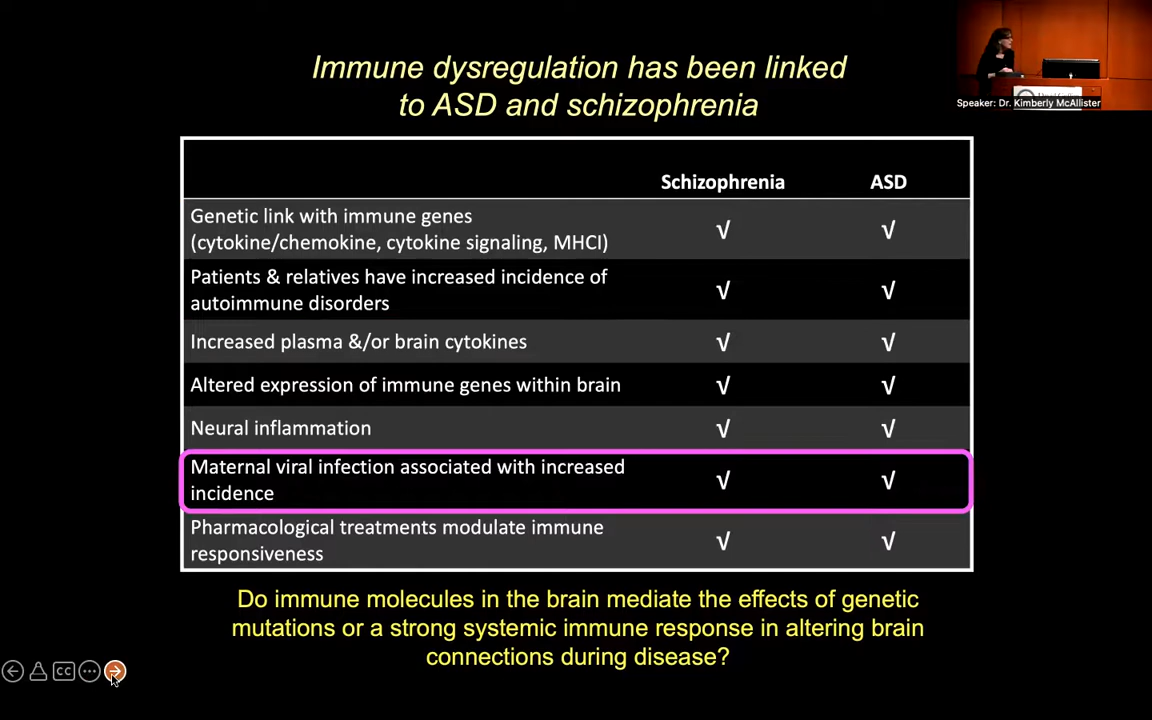 Immune dysregulation has been linked
to ASD and schizophrenia
Speaker: Dr. Kimberly McAllister
Schizophrenia ASD
Genetic link with immune genes
(cytokine/chemokine, cytokine signaling, MHCI) √ √
Patients & relatives have increased incidence of
autoimmune disorders √ √
Increased plasma &/or brain cytokines √ √
Altered expression of immune genes within brain √ √
Neural inflammation √ √
Maternal viral infection associated with increased
incidence √ √
Pharmacological treatments modulate immune
responsiveness √ √
Do immune molecules in the brain mediate the effects of genetic
mutations or a strong systemic immune response in altering brain
connections during disease?
CC